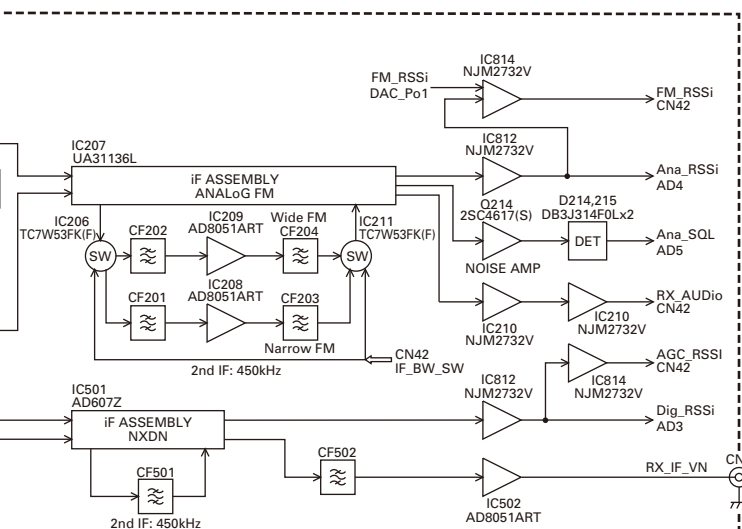 IC814
NJM2732V
FM_RSSi
DAC_Po1
FM_RSSi
CN42
IC207
UA31136L
IC812
NJM2732V
iF ASSEMBLY
ANALoG FM
Ana_RSSi
AD4
Q214
2SC4617(S)
D214,215
DB3J314F0Lx2
IC206
TC7W53FK(F)
CF202
IC209
AD8051ART
Wide FM
CF204
IC211
TC7W53FK(F)
SW
SW
DET
Ana_SQL
AD5
NOISE AMP
IC208
AD8051ART
CF201
CF203
RX_AUDio
CN42
IC210
NJM2732V
IC210
NJM2732V
Narrow FM
2nd IF: 450kHz
CN42
IF_BW_SW
AGC_RSSI
CN42
IC501
AD607Z
IC812
NJM2732V
IC814
NJM2732V
iF ASSEMBLY
NXDN
Dig_RSSi
AD3
CF502
CF501
RX_IF_VN
CN
IC502
AD8051ART
2nd IF: 450kHz